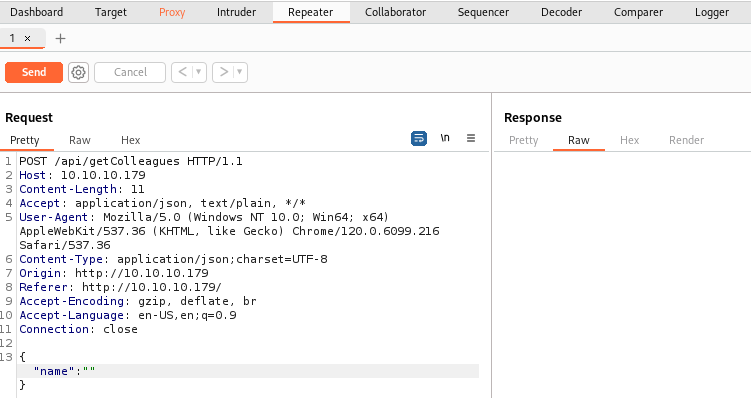 Dashboard Target Proxy Intruder Repeater Collaborator Sequencer Decoder Comparer Logger
1 × +
Send Cancel < ▾ > ▾
Request
Pretty Raw Hex \n
1 POST /api/getColleagues HTTP/1.1
2 Host: 10.10.10.179
3 Content-Length: 11
4 Accept: application/json, text/plain, */*
5 User-Agent: Mozilla/5.0 (Windows NT 10.0; Win64; x64)
AppleWebKit/537.36 (KHTML, like Gecko) Chrome/120.0.6099.216
Safari/537.36
6 Content-Type: application/json;charset=UTF-8
7 Origin: http://10.10.10.179
8 Referer: http://10.10.10.179/
9 Accept-Encoding: gzip, deflate, br
10 Accept-Language: en-US,en;q=0.9
11 Connection: close
12
13 {
"name":""
}
Response
Pretty Raw Hex Render